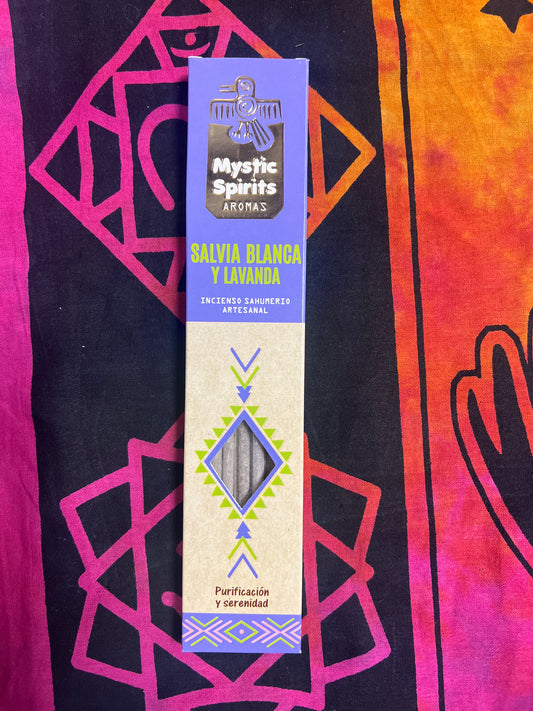 Mystic
Spirits
AROMAS
SALVIA BLANCA
Y LAVANDA
INCIENSO SAHUMERIO
ARTESANAL
Purificación
y serenidad